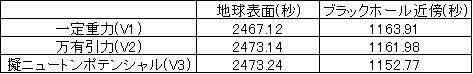 地球表面(秒) ブラックホール近傍(秒)
一定重力(V1) 2467.12 1163.91
万有引力(V2) 2473.14 1161.98
擬ニュートンポテンシャル(V3) 2473.24 1152.77